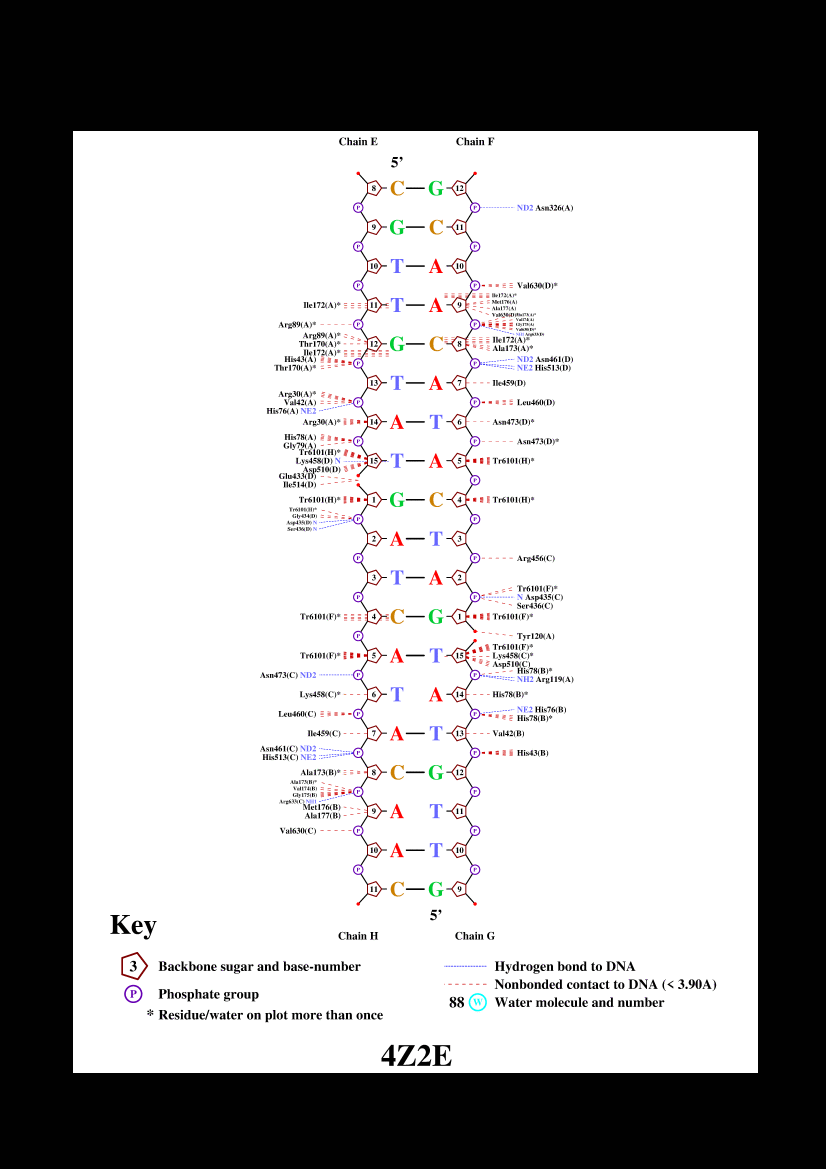 Chain E Chain F
5’
8 C G 12
P P ND2 Asn326(A)
9 G C 11
P P
10 T A 10
P P Val630(D)*
Ile172(A)*
Ile172(A)* 11 T A 9 Met176(A)
Ala177(A)
Val630(D)*
Arg89(A)* P P
Arg89(A)*
Thr170(A)* 12 G C 8 Ile172(A)*
Ile172(A)* Ala173(A)*
His43(A) P P ND2 Asn461(D)
Thr170(A)* NE2 His513(D)
13 T A 7 Ile459(D)
Arg30(A)*
Val42(A) P P Leu460(D)
His76(A) NE2
Arg30(A)* 14 A T 6 Asn473(D)*
His78(A) P P Asn473(D)*
Gly79(A)
Tr6101(H)*
Lys458(D) N 15 T A 5 Tr6101(H)*
Asp510(D)
Glu433(D) P
Ile514(D)
Tr6101(H)* 1 G C 4 Tr6101(H)*
Tr6101(H)*
Gly434(D) P P
Asp435(D) N
Ser436(D) N
2 A T 3
P P Arg456(C)
3 T A 2
Tr6101(F)*
P P N Asp435(C)
Ser436(C)
Tr6101(F)* 4 C G 1 Tr6101(F)*
P Tyr120(A)
Tr6101(F)*
Tr6101(F)* 5 A T 15 Lys458(C)*
Asp510(C)
His78(B)*
Asn473(C) ND2 P P NH2 Arg119(A)
Lys458(C)* 6 T A 14 His78(B)*
Leu460(C) P P NE2 His76(B)
His78(B)*
Ile459(C) 7 A T 13 Val42(B)
Asn461(C) ND2 P P His43(B)
His513(C) NE2
Ala173(B)* 8 C G 12
Ala173(B)*
Val174(B) P P
Gly175(B)
Arg633(C) NH1
Met176(B) 9 A T 11
Ala177(B)
Val630(C) P P
10 A T 10
P P
11 C G 9
5’
Chain H Chain G
Key
3 Backbone sugar and base-number
P Phosphate group
* Residue/water on plot more than once
Hydrogen bond to DNA
Nonbonded contact to DNA (< 3.90A)
88 W Water molecule and number
4Z2E